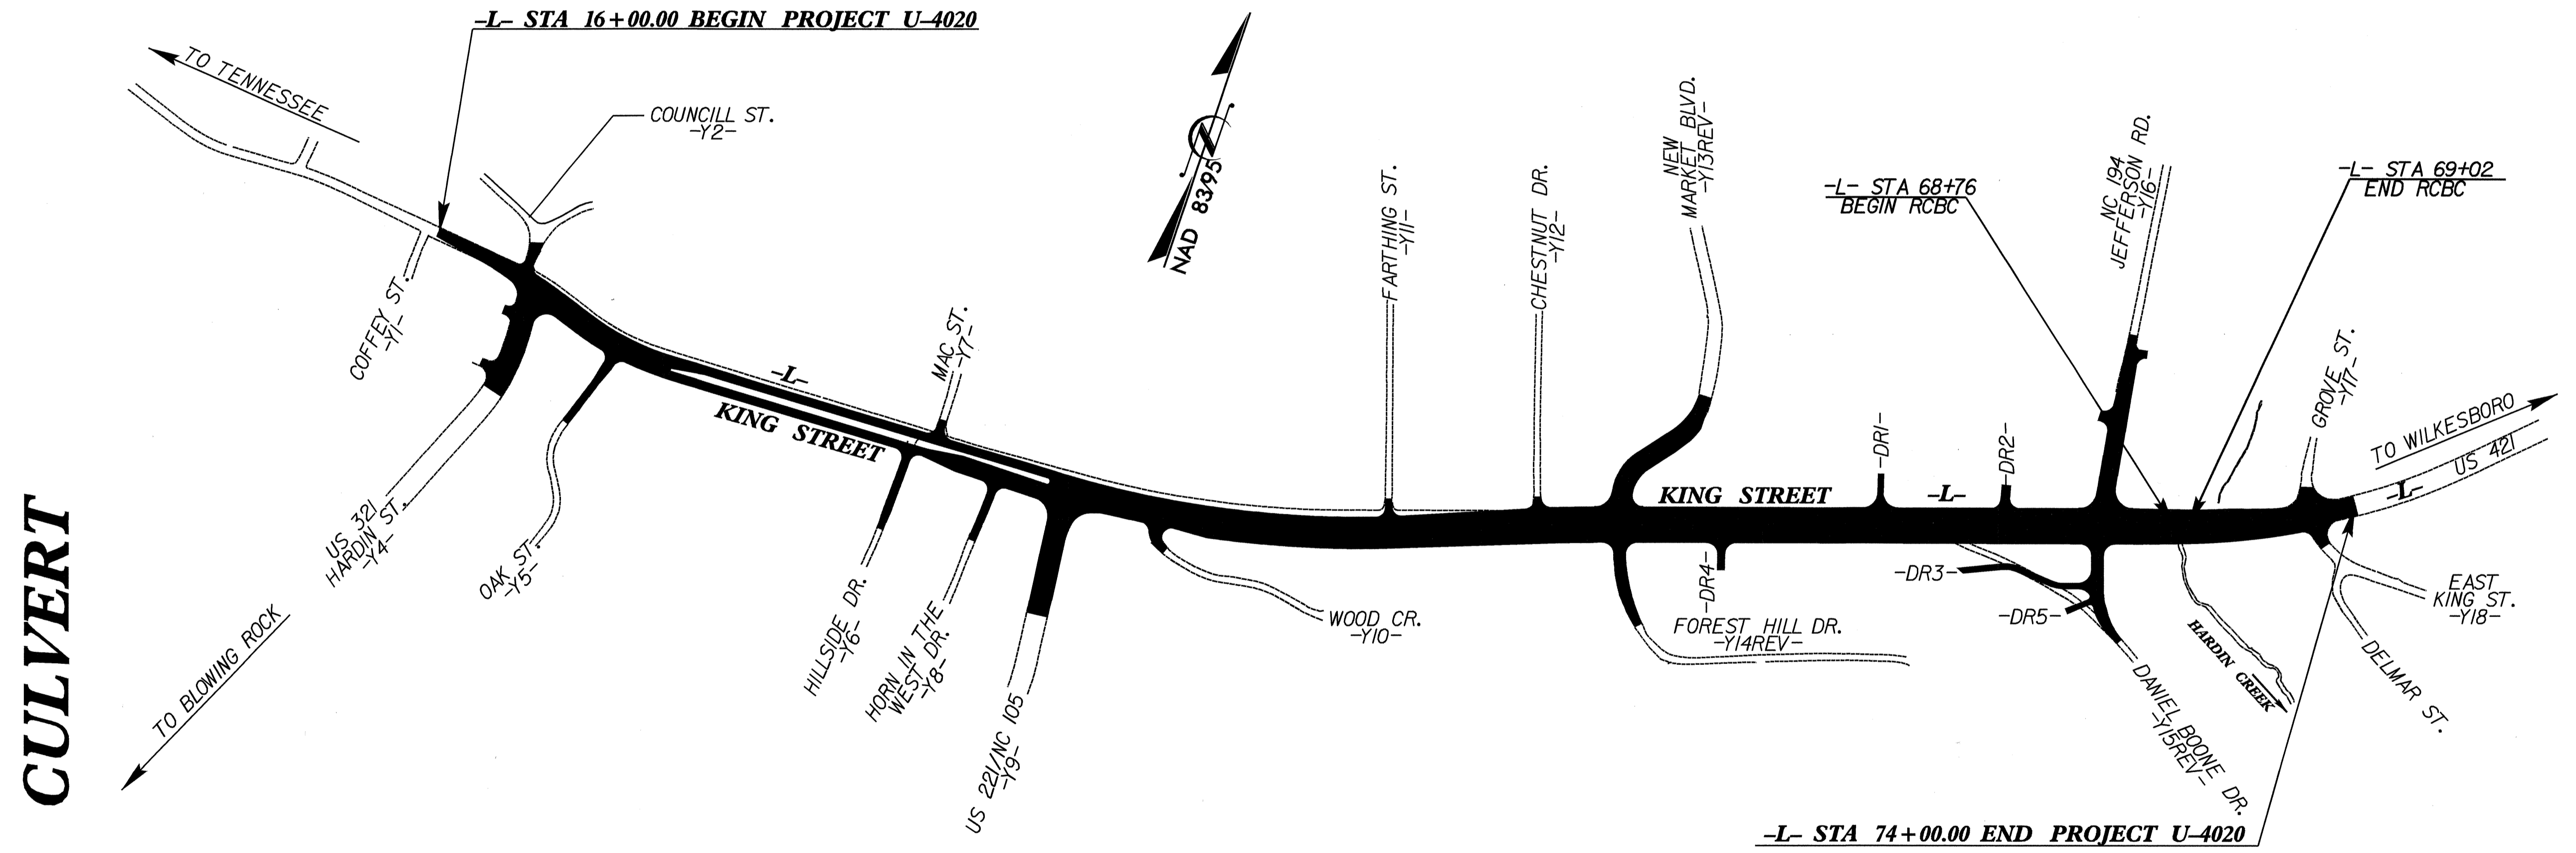 -L- STA 16+00.00 BEGIN PROJECT U-4020
TO TENNESSEE
COUNCILL ST.
-Y2-
NAD 83/95
COFFEY ST.
-Y1-
US 321
HARDIN ST.
-Y4-
TO BLOWING ROCK
CULVERT
OAK ST.
-Y5-
-L-
KING STREET
MAC ST.
-Y7-
HILLSIDE DR.
-Y6-
HORN IN THE
WEST DR.
-Y8-
US 221/NC 105
-Y9-
WOOD CR.
-Y10-
FARTHING ST.
-Y11-
CHESTNUT DR.
-Y12-
NEW
MARKET BLVD.
-Y13REV-
KING STREET
-L-
-DR1-
-DR2-
-DR4-
FOREST HILL DR.
-Y14REV-
-DR3-
-DR5-
-L- STA 68+76
BEGIN RCBC
NC 194
JEFFERSON RD.
-Y16-
-L- STA 69+02
END RCBC
GROVE ST.
-Y17-
TO WILKESBORO
US 421
-L-
EAST
KING ST.
-Y18-
DELMAR ST.
HARDIN CREEK
DANIEL BOONE DR.
-Y15REV-
-L- STA 74+00.00 END PROJECT U-4020